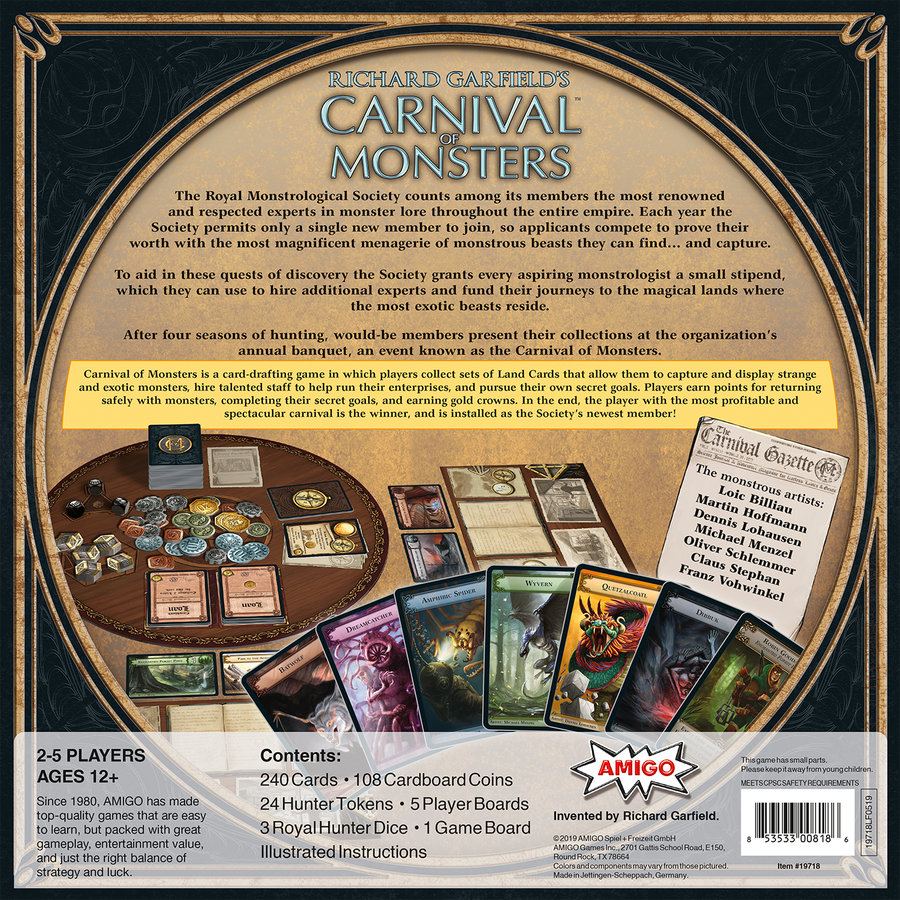 RICHARD GARFIELD'S
CARNIVAL™
OF
MONSTERS
The Royal Monstrological Society counts among its members the most renowned
and respected experts in monster lore throughout the entire empire. Each year the
Society permits only a single new member to join, so applicants compete to prove their
worth with the most magnificent menagerie of monstrous beasts they can find... and capture.
To aid in these quests of discovery the Society grants every aspiring monstrologist a small stipend,
which they can use to hire additional experts and fund their journeys to the magical lands where
the most exotic beasts reside.
After four seasons of hunting, would-be members present their collections at the organization's
annual banquet, an event known as the Carnival of Monsters.
Carnival of Monsters is a card-drafting game in which players collect sets of Land Cards that allow them to capture and display strange
and exotic monsters, hire talented staff to help run their enterprises, and pursue their own secret goals. Players earn points for returning
safely with monsters, completing their secret goals, and earning gold crowns. In the end, the player with the most profitable and
spectacular carnival is the winner, and is installed as the Society's newest member!
The
Carnival Gazette
The monstrous artists:
Loic Billiau
Martin Hoffmann
Dennis Lohausen
Michael Menzel
Oliver Schlemmer
Claus Stephan
Franz Vohwinkel
Loan
Loan
Batwolf
Dreamcatcher
Amphibic Spider
Wyvern
Quetzalcoatl
Dibbuk
Robin Goodf
2-5 PLAYERS
AGES 12+
Since 1980, AMIGO has made
top-quality games that are easy
to learn, but packed with great
gameplay, entertainment value,
and just the right balance of
strategy and luck.
Contents:
240 Cards • 108 Cardboard Coins
24 Hunter Tokens • 5 Player Boards
3 Royal Hunter Dice • 1 Game Board
Illustrated Instructions
AMIGO
Invented by Richard Garfield.
©2019 AMIGO Spiel + Freizeit GmbH
AMIGO Games Inc., 2701 Gattis School Road, E150,
Round Rock, TX 78664
Colors and components may vary from those pictured.
Made in Jettingen-Scheppach, Germany.
This game has small parts.
Please keep it away from young children.
MEETS CPSC SAFETY REQUIREMENTS
8 53533 00818 6
Item #19718
19718LF0519